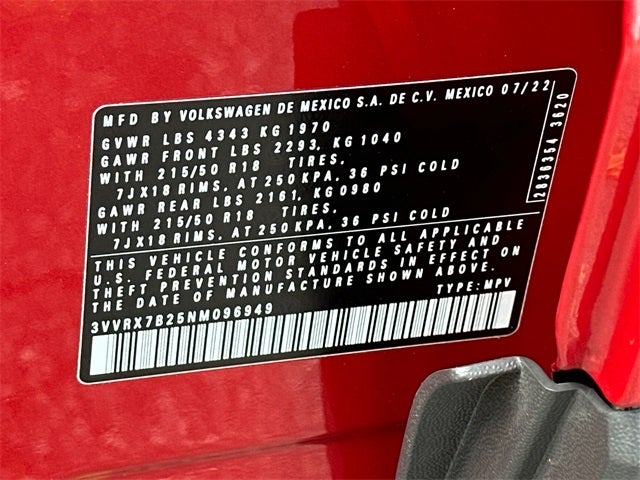 MFD BY VOLKSWAGEN DE MEXICO S.A. DE C.V. MEXICO 07/22
GVWR LBS 4343 KG 1970
GAWR FRONT LBS 2293, KG 1040
WITH 215/50 R18 TIRES,
7JX18 RIMS, AT 250 KPA, 36 PSI COLD
GAWR REAR LBS 2161, KG 0980
WITH 215/50 R18 TIRES,
7JX18 RIMS, AT 250 KPA, 36 PSI COLD
2836354 3620
THIS VEHICLE CONFORMS TO ALL APPLICABLE
U.S. FEDERAL MOTOR VEHICLE SAFETY AND
THEFT PREVENTION STANDARDS IN EFFECT ON
THE DATE OF MANUFACTURE SHOWN ABOVE.
3VVRX7B25NM096949 TYPE: MPV